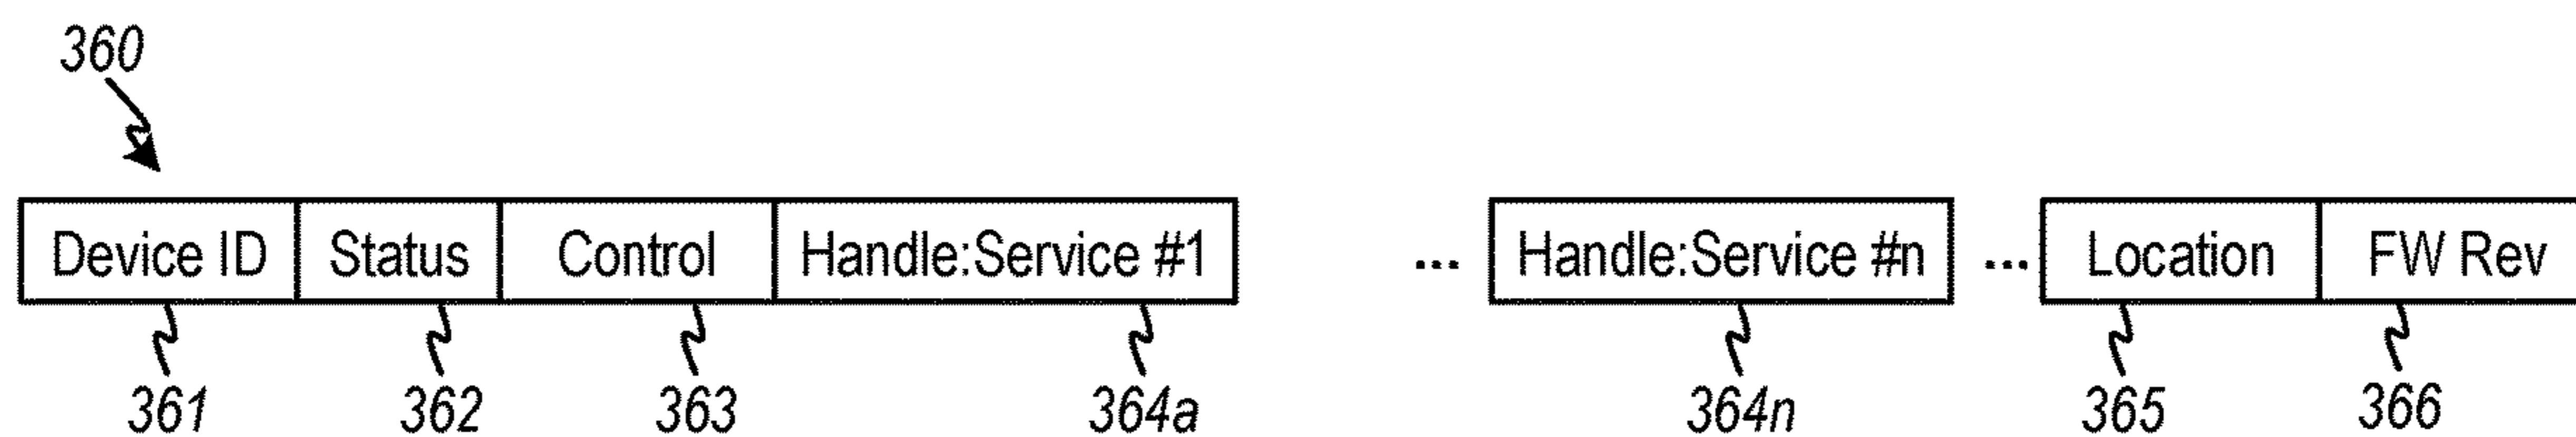 360
Device ID Status Control Handle:Service #1 ... Handle:Service #n ... Location FW Rev
361 362 363 364a 364n 365 366